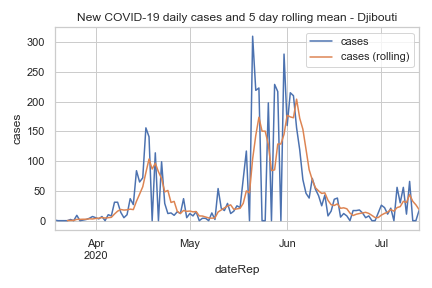 New COVID-19 daily cases and 5 day rolling mean - Djibouti
cases
cases (rolling)
300
250
200
150
100
50
0
cases
Apr
2020
May
Jun
Jul
dateRep